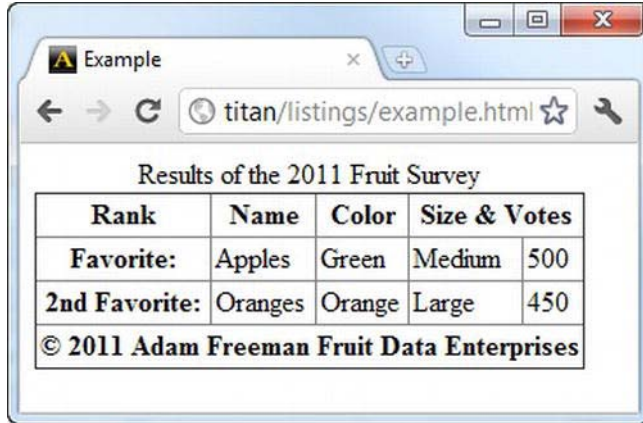 Example
titan/listings/example.html
Results of the 2011 Fruit Survey
Rank Name Color Size & Votes
Favorite: Apples Green Medium 500
2nd Favorite: Oranges Orange Large 450
© 2011 Adam Freeman Fruit Data Enterprises